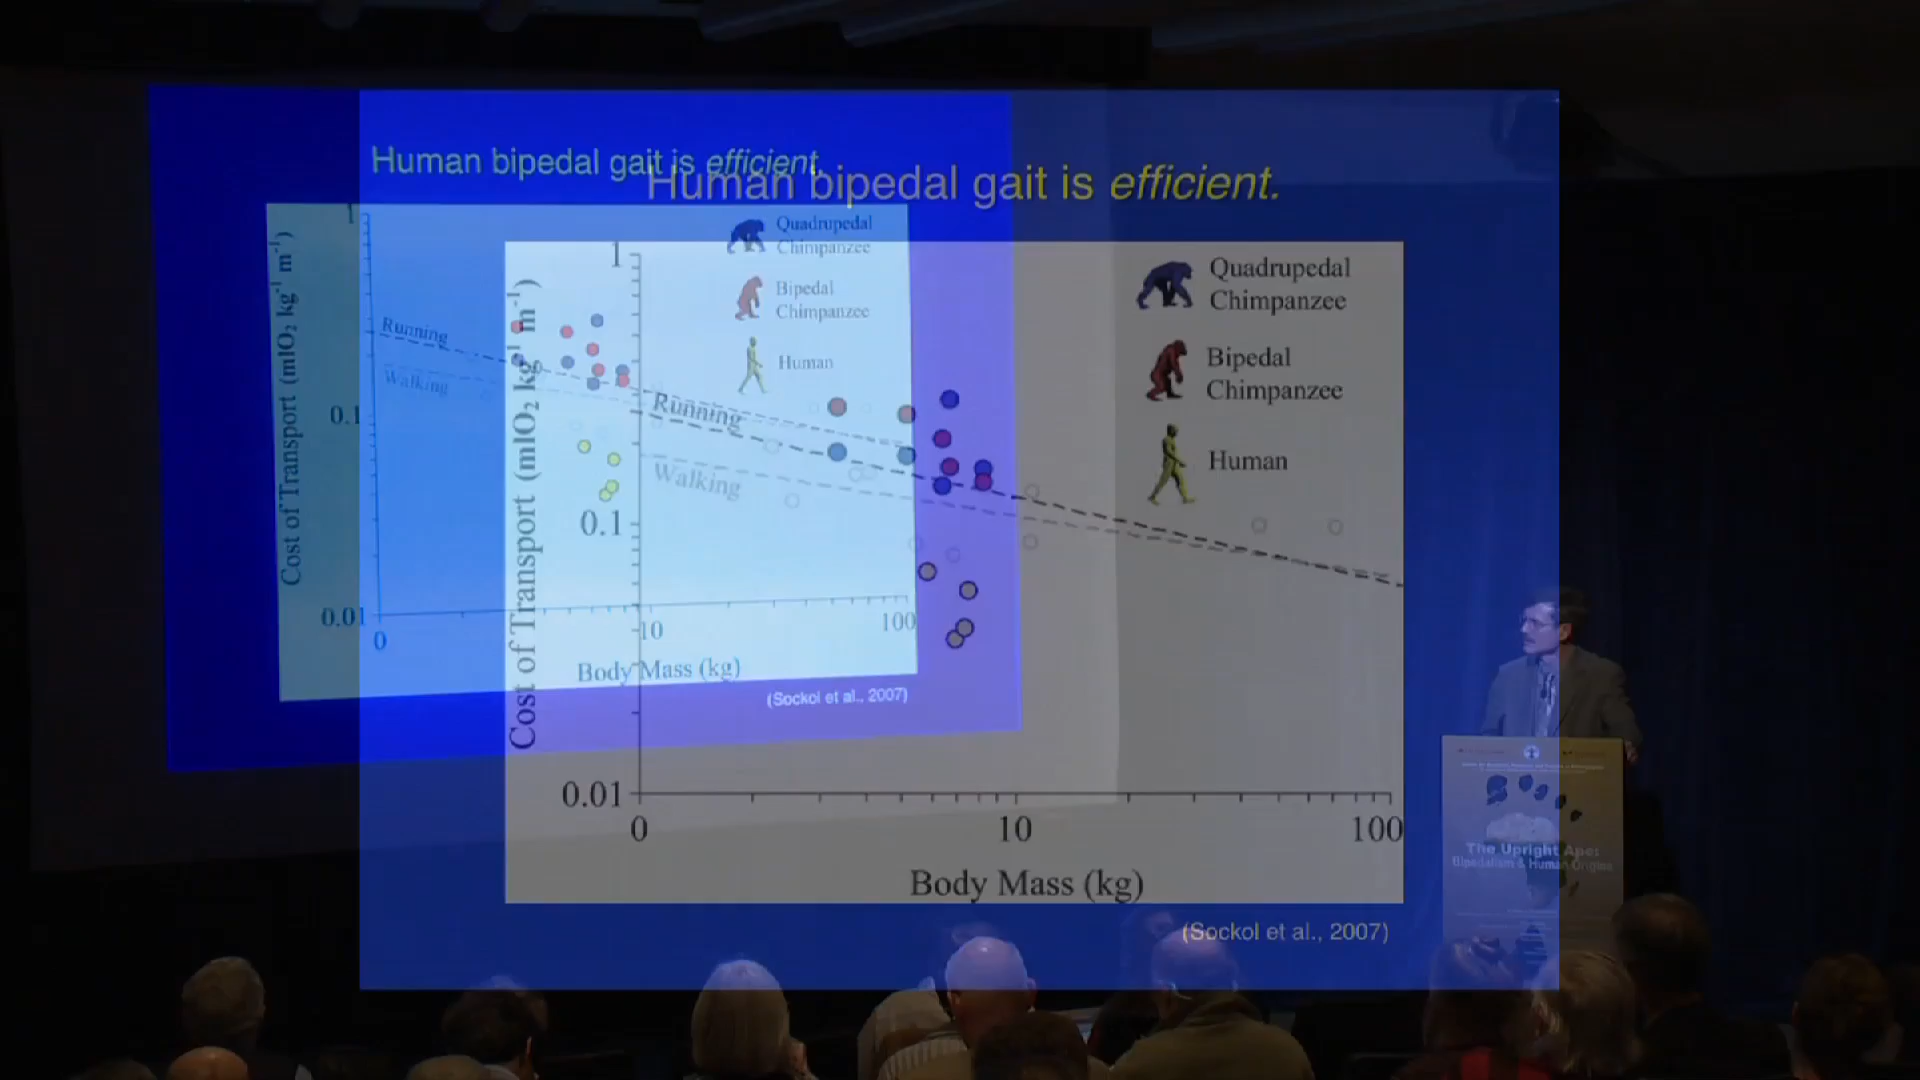 Human bipedal gait is efficient.
Cost of Transport (mlO2 kg-1 m-1)
1
0.1
0.01
Running
Walking
Quadrupedal
Chimpanzee
Bipedal
Chimpanzee
Human
0
10
100
Body Mass (kg)
(Sockol et al., 2007)
Human bipedal gait is efficient.
Cost of Transport (mlO2 kg-1 m-1)
1
0.1
0.01
Running
Walking
Quadrupedal
Chimpanzee
Bipedal
Chimpanzee
Human
0
10
100
Body Mass (kg)
(Sockol et al., 2007)
The Upright Ape:
Bipedalism & Human Origins